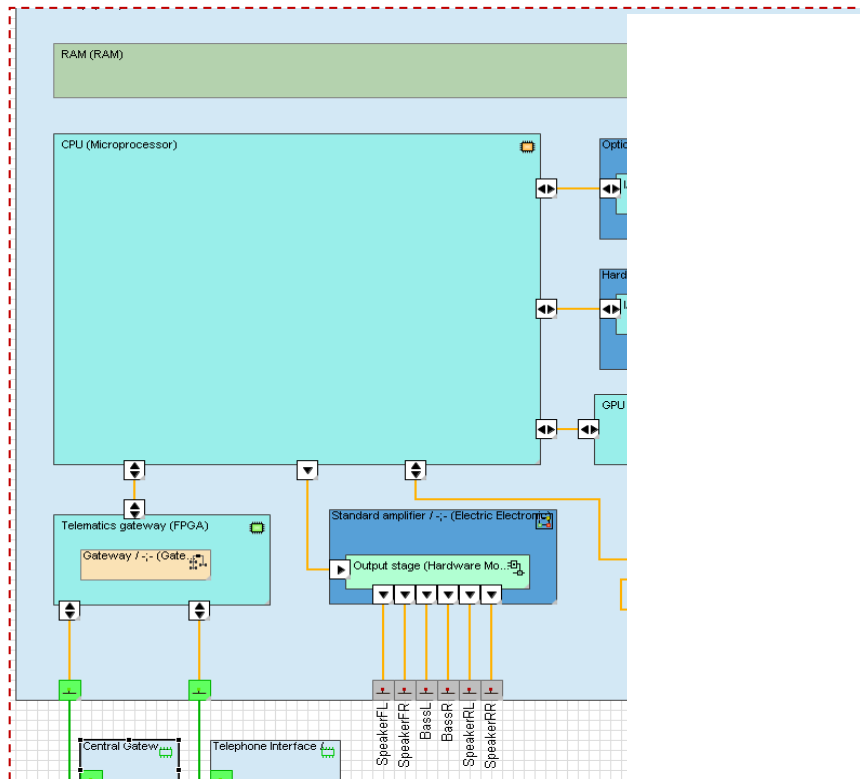 RAM (RAM)
CPU (Microprocessor)
Optic
Hard
GPU
Telematics gateway (FPGA)
Gateway / -;- (Gate...
Standard amplifier / -;- (Electric Electronic)
Output stage (Hardware Mo...
SpeakerFL
SpeakerFR
BassL
BassR
SpeakerRL
SpeakerRR
Central Gatew...
Telephone Interface /...